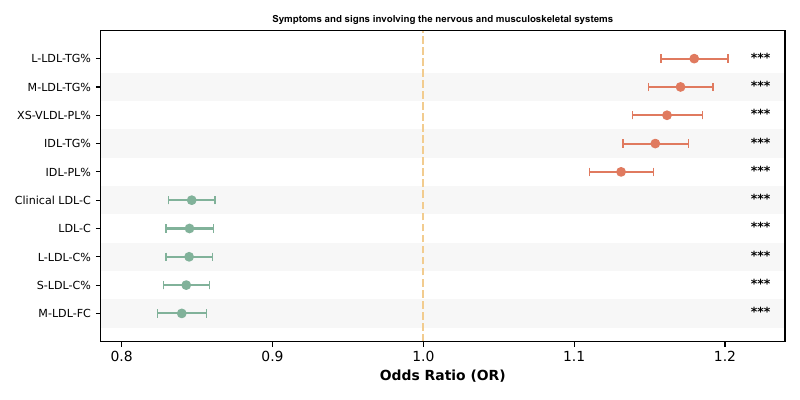 Symptoms and signs involving the nervous and musculoskeletal systems
L-LDL-TG% ***
M-LDL-TG% ***
XS-VLDL-PL% ***
IDL-TG% ***
IDL-PL% ***
Clinical LDL-C ***
LDL-C ***
L-LDL-C% ***
S-LDL-C% ***
M-LDL-FC ***
0.8 0.9 1.0 1.1 1.2
Odds Ratio (OR)